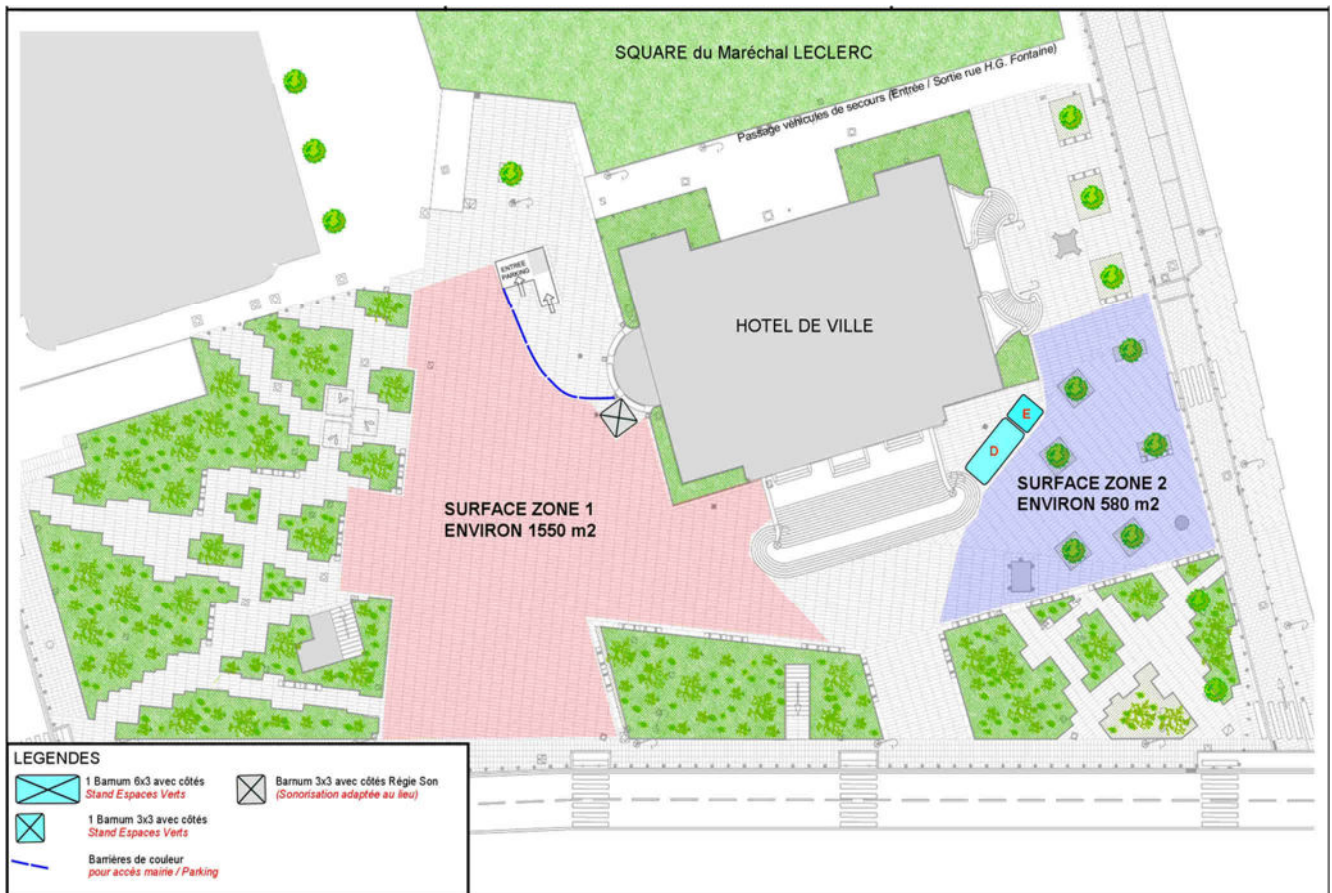 SQUARE du Maréchal LECLERC
Passage véhicules de secours (Entrée / Sortie rue H.G. Fontaine)
ENTREE
PARKING
HOTEL DE VILLE
E
D
SURFACE ZONE 1
ENVIRON 1550 m2
SURFACE ZONE 2
ENVIRON 580 m2
LEGENDES
1 Barnum 6x3 avec côtés
Stand Espaces Verts
1 Barnum 3x3 avec côtés
Stand Espaces Verts
Barrières de couleur
pour accès mairie / Parking
Barnum 3x3 avec côtés Régie Son
(Sonorisation adaptée au lieu)